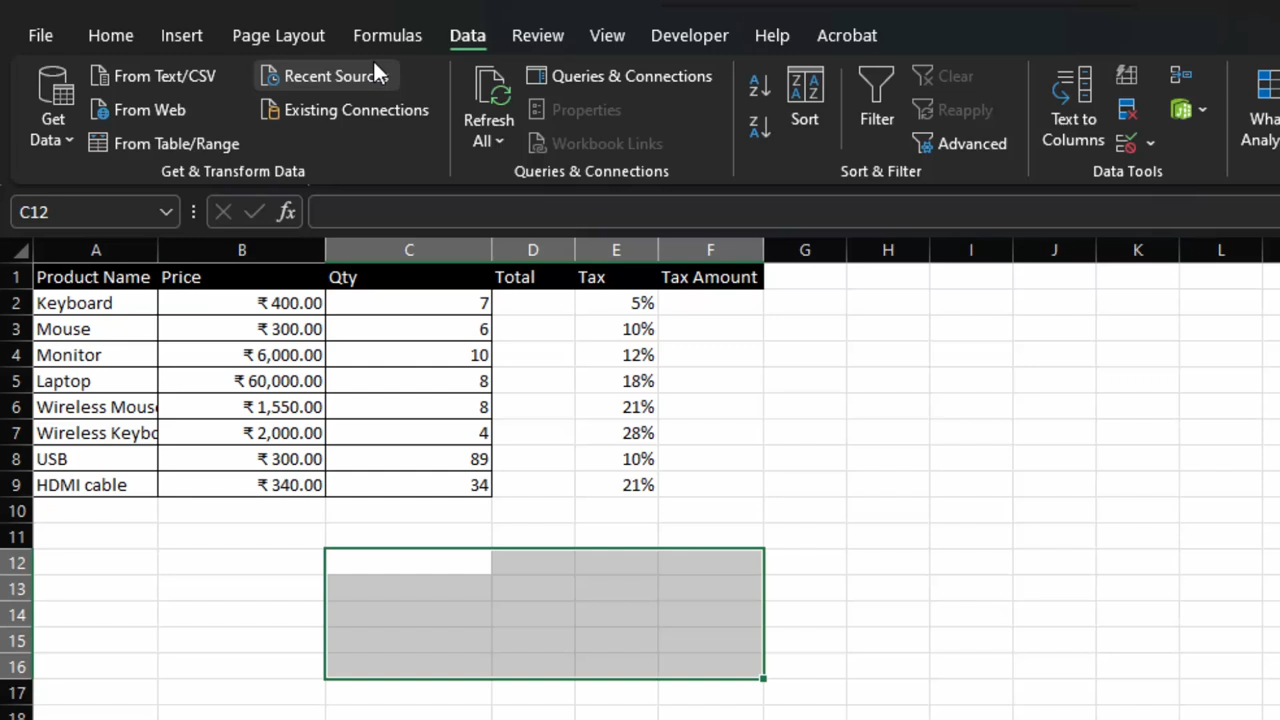 File Home Insert Page Layout Formulas Data Review View Developer Help Acrobat
Get Data
From Text/CSV
From Web
From Table/Range
Recent Sources
Existing Connections
Get & Transform Data
Refresh All
Queries & Connections
Properties
Workbook Links
Queries & Connections
Sort
Filter
Clear
Reapply
Advanced
Sort & Filter
Text to Columns
Data Tools
C12 fx
A B C D E F G H I J K L
1 Product Name Price Qty Total Tax Tax Amount
2 Keyboard ₹ 400.00 7 5%
3 Mouse ₹ 300.00 6 10%
4 Monitor ₹ 6,000.00 10 12%
5 Laptop ₹ 60,000.00 8 18%
6 Wireless Mouse ₹ 1,550.00 8 21%
7 Wireless Keybo ₹ 2,000.00 4 28%
8 USB ₹ 300.00 89 10%
9 HDMI cable ₹ 340.00 34 21%
10
11
12
13
14
15
16
17
18